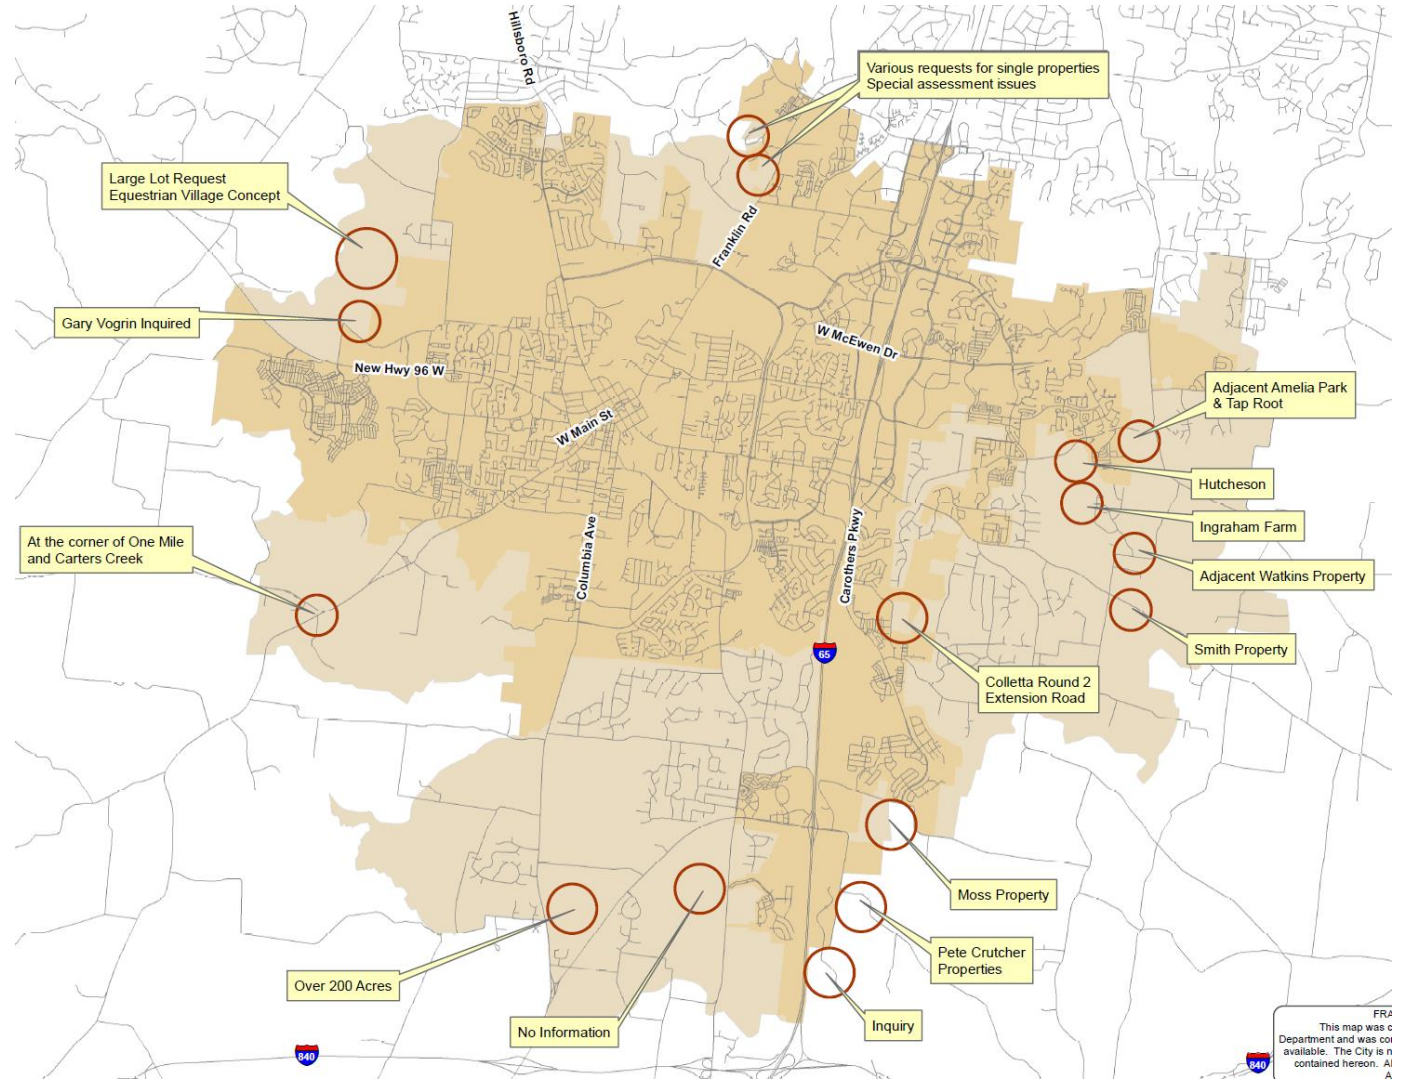 Hillsboro Rd
Various requests for single properties
Special assessment issues
Large Lot Request
Equestrian Village Concept
Franklin Rd
Gary Vogrin Inquired
W McEwen Dr
New Hwy 96 W
Adjacent Amelia Park
& Tap Root
W Main St
Hutcheson
Ingraham Farm
At the corner of One Mile
and Carters Creek
Columbia Ave
Carothers Pkwy
Adjacent Watkins Property
Smith Property
65
Colletta Round 2
Extension Road
Moss Property
Pete Crutcher
Properties
Over 200 Acres
No Information
Inquiry
840
840
FRA
This map was c
Department and was co
available. The City is n
contained hereon. A
A